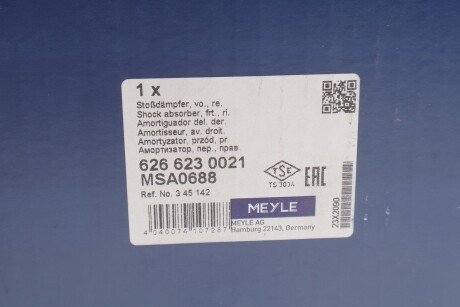 1 x
Stoßdämpfer, vo., re.
Shock absorber, frt., ri.
Amortiguador del. der.
Amortisseur, av. droit.
Amortyzator, przód, pr
Амортизатор, пер., прав.
626 623 0021
MSA0688
Ref. No. 3 45 142
TSE
TS 3894
EAC
MEYLE
MEYLE AG
Hamburg 22143, Germany
4 040074 107287
23X2090